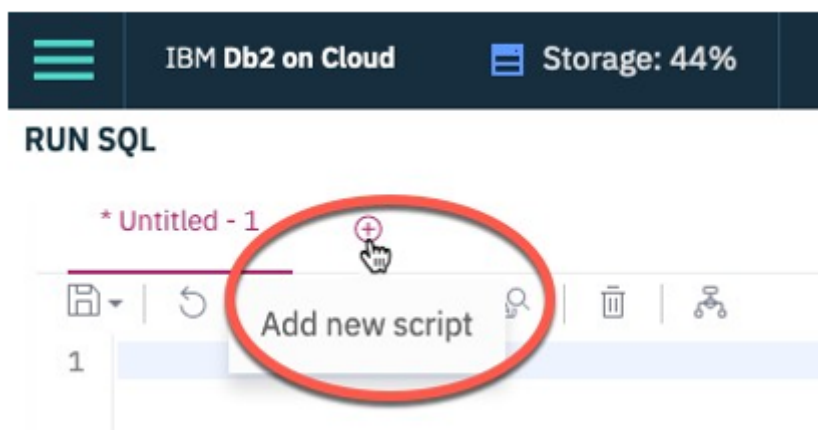 IBM Db2 on Cloud Storage: 44%
RUN SQL
* Untitled - 1
Add new script
1